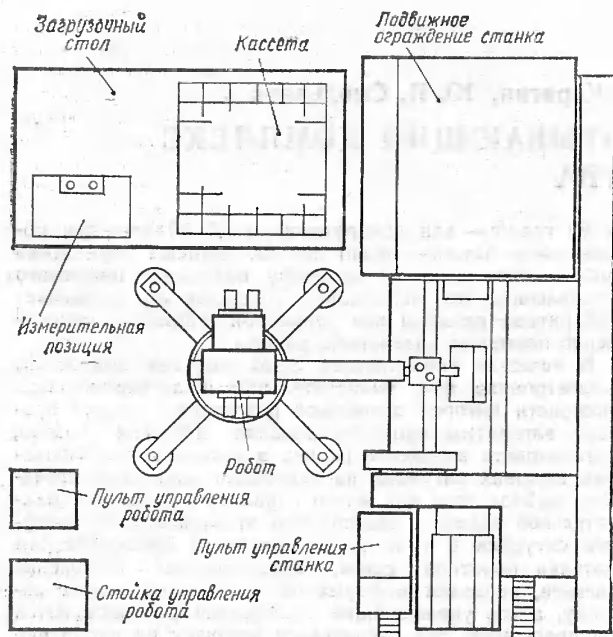 Загрузочный
стол
Кассета
Подвижное
ограждение станка
Измерительная
позиция
Робот
Пульт управления
робота
Пульт управления
станка
Стойка управления
робота